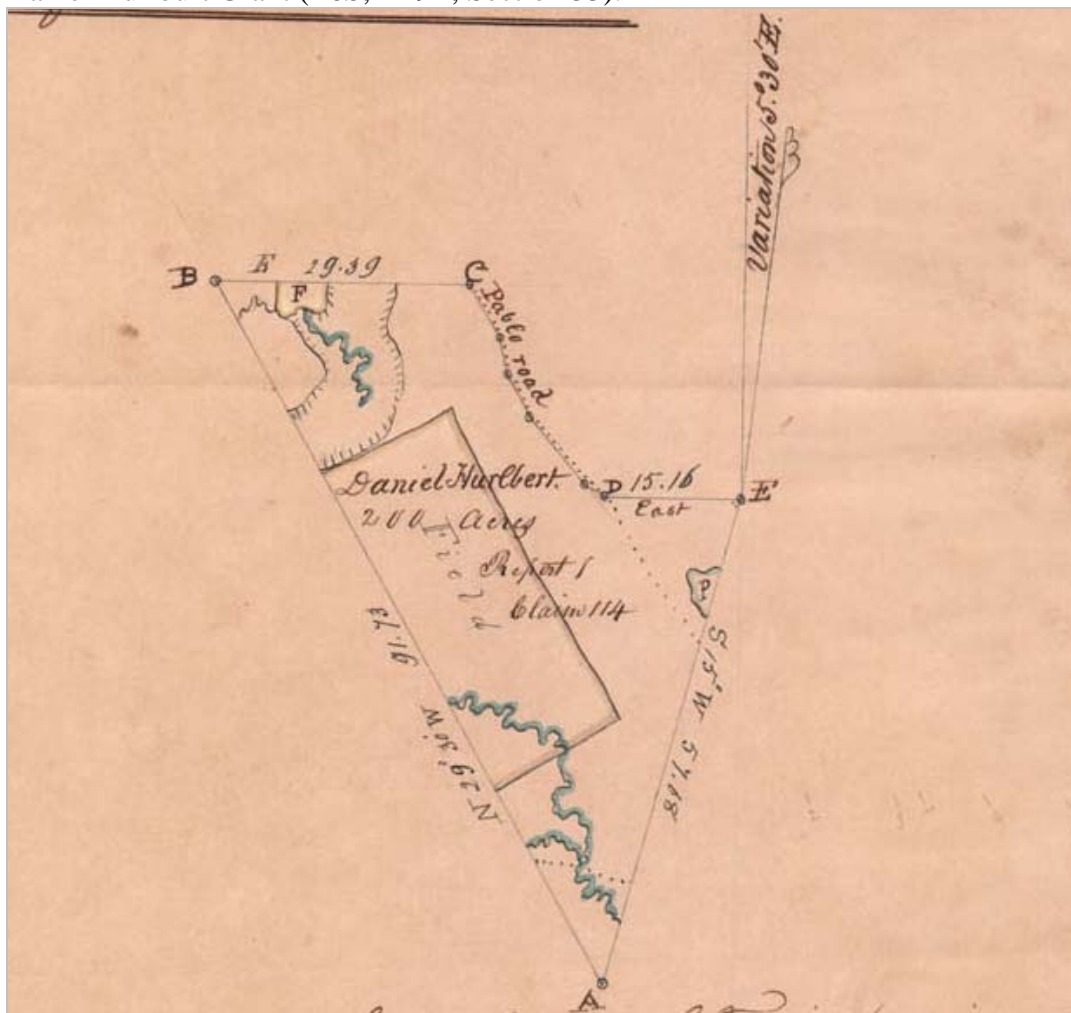 Variation 5.° 30' E.
B
E 29.39
C
F
Pablo road
D 15.16
East
E
Daniel Hurlbert.
200 Acres
Field
Report 1
Claim 114
P
S 15° W 57.18
N 29° 30' W
91.73
A